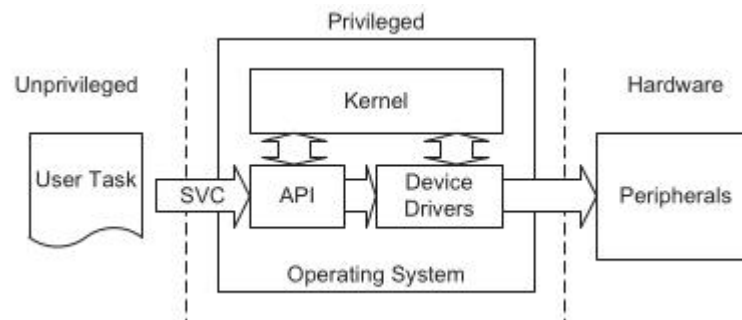 Privileged
Unprivileged
Kernel
Hardware
User Task
SVC
API
Device
Drivers
Peripherals
Operating System